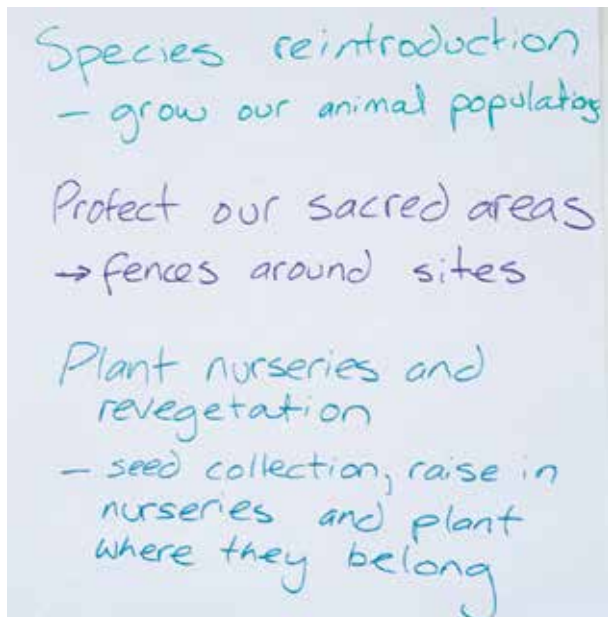 Species reintroduction
– grow our animal populations
Protect our sacred areas
→ fences around sites
Plant nurseries and
revegetation
– seed collection, raise in
nurseries and plant
where they belong